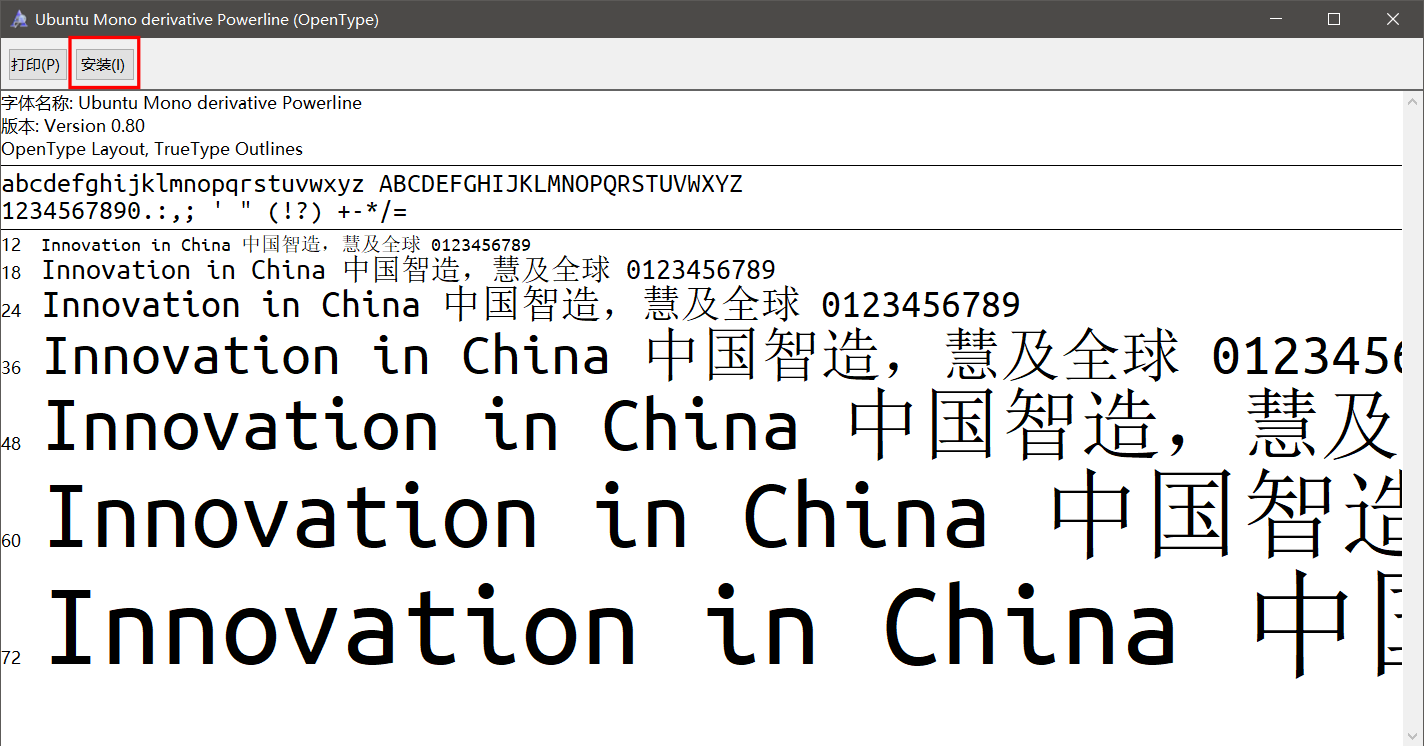 Ubuntu Mono derivative Powerline (OpenType)
打印(P) 安装(I)
字体名称: Ubuntu Mono derivative Powerline
版本: Version 0.80
OpenType Layout, TrueType Outlines
abcdefghijklmnopqrstuvwxyz ABCDEFGHIJKLMNOPQRSTUVWXYZ
1234567890.:,; ' " (!?) +-*/=
12 Innovation in China 中国智造，慧及全球 0123456789
18 Innovation in China 中国智造，慧及全球 0123456789
24 Innovation in China 中国智造，慧及全球 0123456789
36 Innovation in China 中国智造，慧及全球 0123456
48 Innovation in China 中国智造，慧及
60 Innovation in China 中国智造
72 Innovation in China 中国